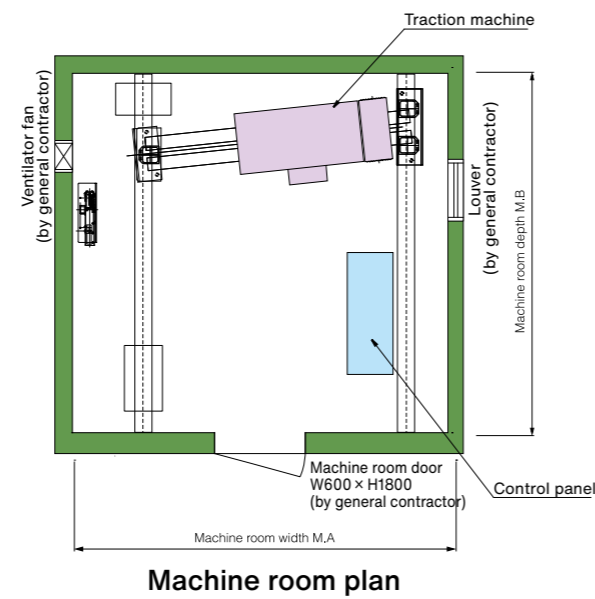 Traction machine
Ventilator fan
(by general contractor)
Louver
(by general contractor)
Machine room depth M.B
Machine room door
W600 × H1800
(by general contractor)
Control panel
Machine room width M.A
Machine room plan